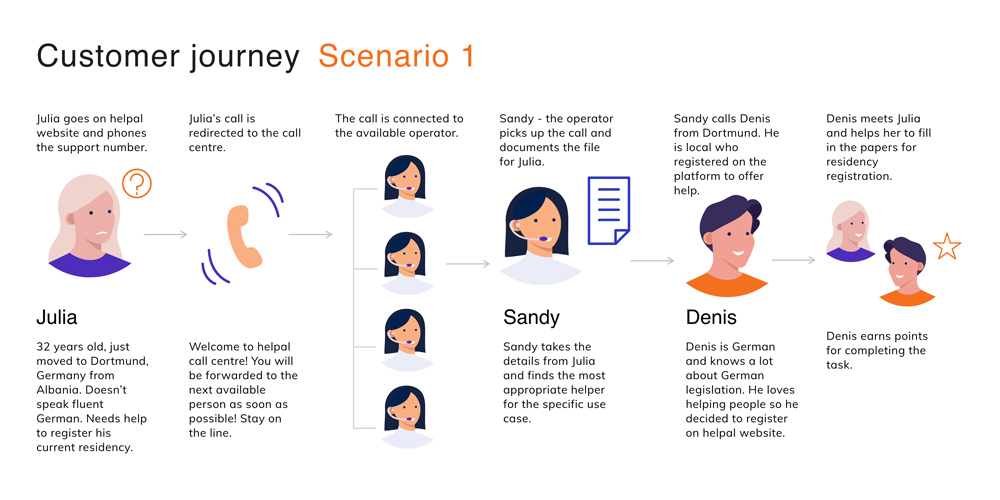 Customer journey Scenario 1
Julia goes on helpal
website and phones
the support number.
Julia’s call is
redirected to the call
centre.
The call is connected to
the available operator.
Sandy - the operator
picks up the call and
documents the file
for Julia.
Sandy calls Denis
from Dortmund. He
is local who
registered on the
platform to offer
help.
Denis meets Julia
and helps her to fill
in the papers for
residency
registration.
Julia
32 years old, just
moved to Dortmund,
Germany from
Albania. Doesn’t
speak fluent
German. Needs help
to register his
current residency.
Welcome to helpal
call centre! You will
be forwarded to the
next available
person as soon as
possible! Stay on
the line.
Sandy
Sandy takes the
details from Julia
and finds the most
appropriate helper
for the specific use
case.
Denis
Denis is German
and knows a lot
about German
legislation. He loves
helping people so he
decided to register
on helpal website.
Denis earns points
for completing the
task.